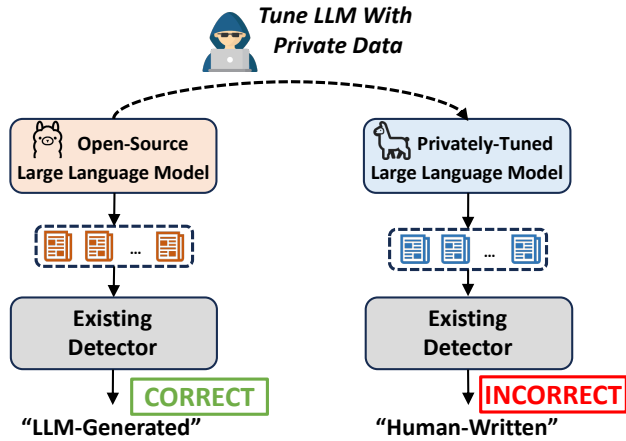 Tune LLM With
Private Data
Open-Source
Large Language Model
Privately-Tuned
Large Language Model
...
...
Existing
Detector
Existing
Detector
CORRECT
INCORRECT
“LLM-Generated”
“Human-Written”